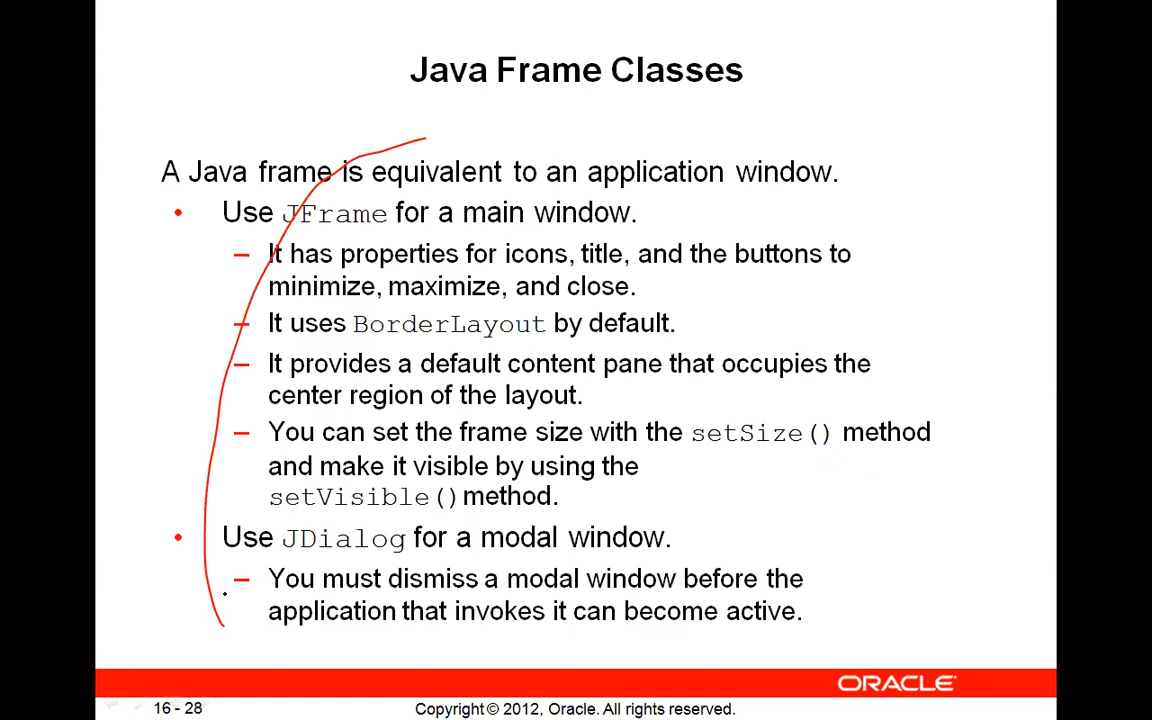 Java Frame Classes
A Java frame is equivalent to an application window.
• Use JFrame for a main window.
– It has properties for icons, title, and the buttons to
minimize, maximize, and close.
– It uses BorderLayout by default.
– It provides a default content pane that occupies the
center region of the layout.
– You can set the frame size with the setSize() method
and make it visible by using the
setVisible() method.
• Use JDialog for a modal window.
– You must dismiss a modal window before the
application that invokes it can become active.
ORACLE
16 - 28
Copyright © 2012, Oracle. All rights reserved.